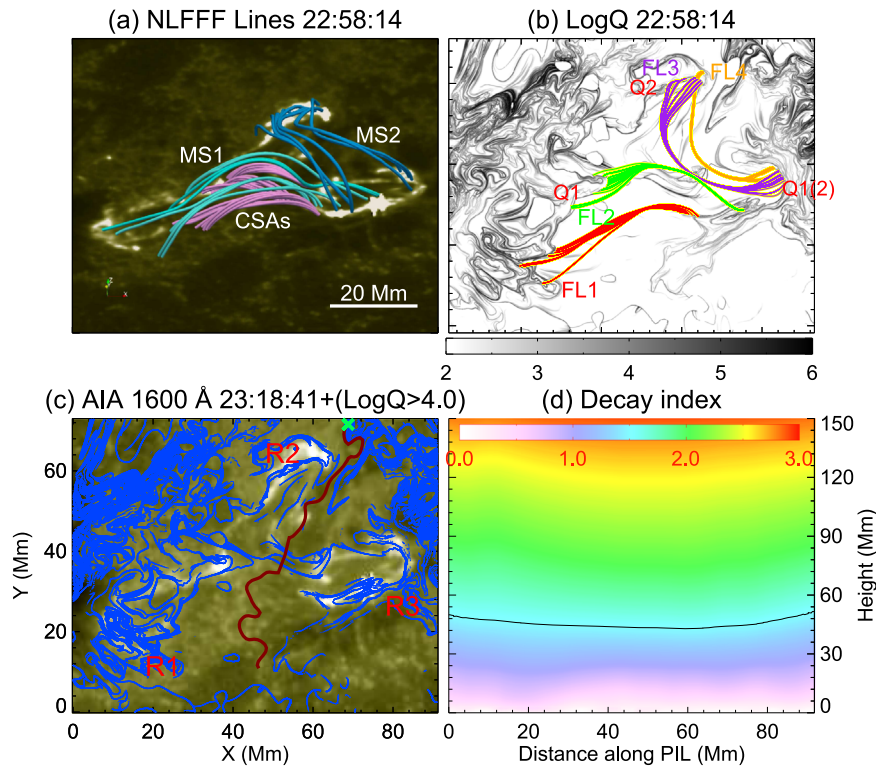 (a) NLFFF Lines 22:58:14
MS1
MS2
CSAs
20 Mm
(b) LogQ 22:58:14
FL3
FL4
Q2
Q1
Q1(2)
FL2
FL1
2 3 4 5 6
(c) AIA 1600 Å 23:18:41+(LogQ>4.0)
R2
R3
R1
60
40
20
0
Y (Mm)
0 20 40 60 80
X (Mm)
(d) Decay index
0.0 1.0 2.0 3.0
150
120
90
60
30
0
Height (Mm)
0 20 40 60 80
Distance along PIL (Mm)